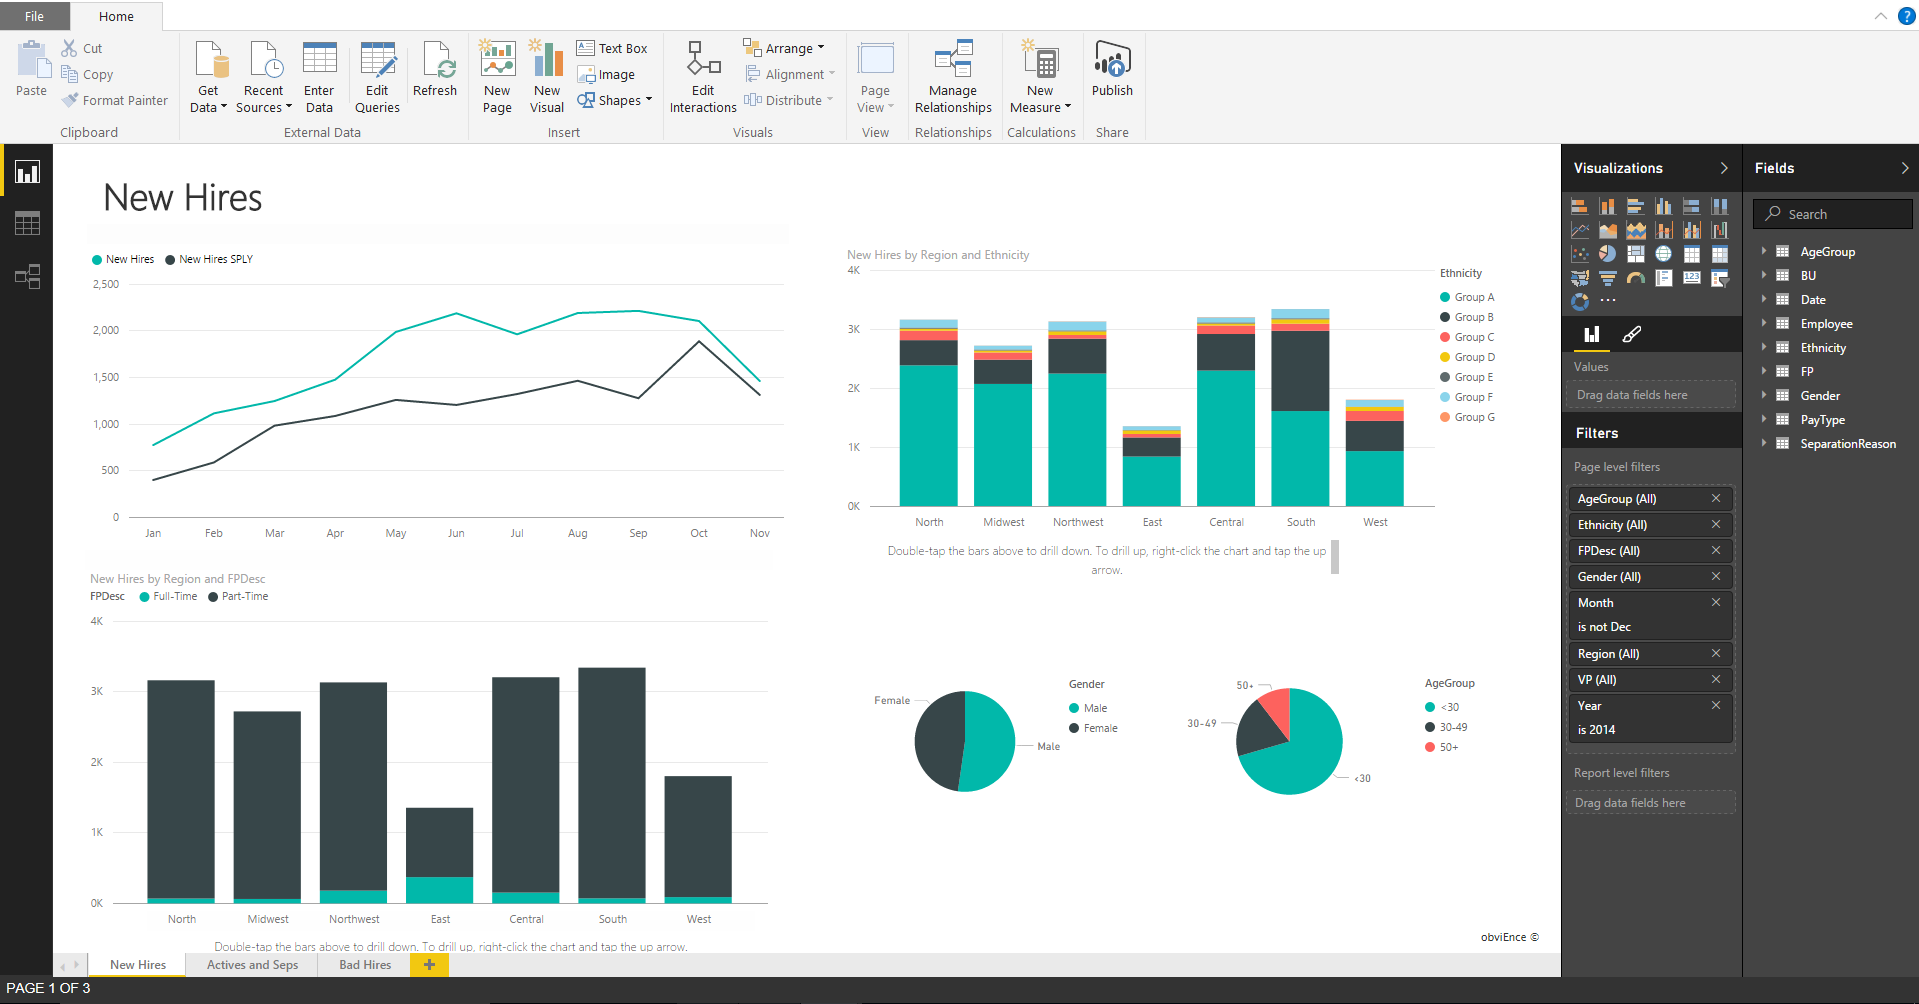 File
Home
Paste
Cut
Copy
Format Painter
Clipboard
Get Data
Recent Sources
Enter Data
Edit Queries
Refresh
External Data
New Page
New Visual
Text Box
Image
Shapes
Insert
Edit Interactions
Arrange
Alignment
Distribute
Visuals
Page View
View
Manage Relationships
Relationships
New Measure
Calculations
Publish
Share
New Hires
New Hires
New Hires SPLY
2,500
2,000
1,500
1,000
500
0
Jan Feb Mar Apr May Jun Jul Aug Sep Oct Nov
New Hires by Region and Ethnicity
4K
3K
2K
1K
0K
North Midwest Northwest East Central South West
Ethnicity
Group A
Group B
Group C
Group D
Group E
Group F
Group G
Double-tap the bars above to drill down. To drill up, right-click the chart and tap the up
arrow.
New Hires by Region and FPDesc
FPDesc Full-Time Part-Time
4K
3K
2K
1K
0K
North Midwest Northwest East Central South West
Double-tap the bars above to drill down. To drill up, right-click the chart and tap the up arrow.
Female
Male
Gender
Male
Female
50+
30-49
<30
AgeGroup
<30
30-49
50+
obviEnce ©
Visualizations
123
Values
Drag data fields here
Filters
Page level filters
AgeGroup (All)
Ethnicity (All)
FPDesc (All)
Gender (All)
Month
is not Dec
Region (All)
VP (All)
Year
is 2014
Report level filters
Drag data fields here
Fields
Search
AgeGroup
BU
Date
Employee
Ethnicity
FP
Gender
PayType
SeparationReason
New Hires
Actives and Seps
Bad Hires
PAGE 1 OF 3